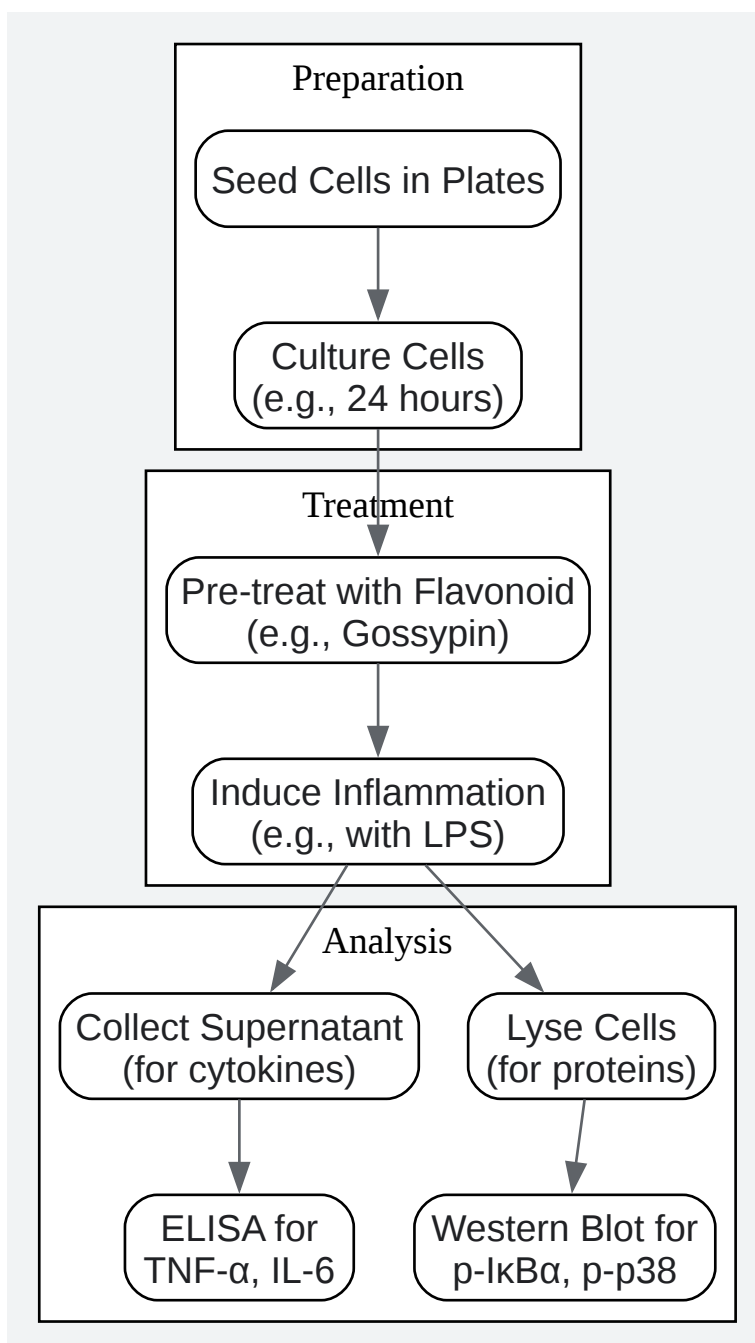 Preparation
Seed Cells in Plates
Culture Cells
(e.g., 24 hours)
Treatment
Pre-treat with Flavonoid
(e.g., Gossypin)
Induce Inflammation
(e.g., with LPS)
Analysis
Collect Supernatant
(for cytokines)
Lyse Cells
(for proteins)
ELISA for
TNF-α, IL-6
Western Blot for
p-IκBα, p-p38